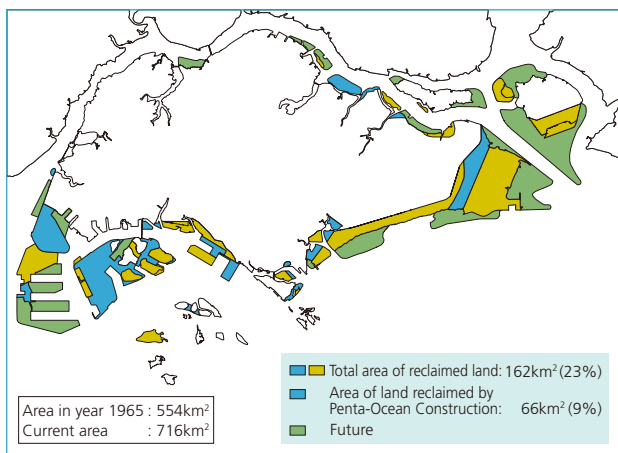 Total area of reclaimed land: 162km² (23%)
Area of land reclaimed by
Penta-Ocean Construction: 66km² (9%)
Future
Area in year 1965 : 554km²
Current area : 716km²